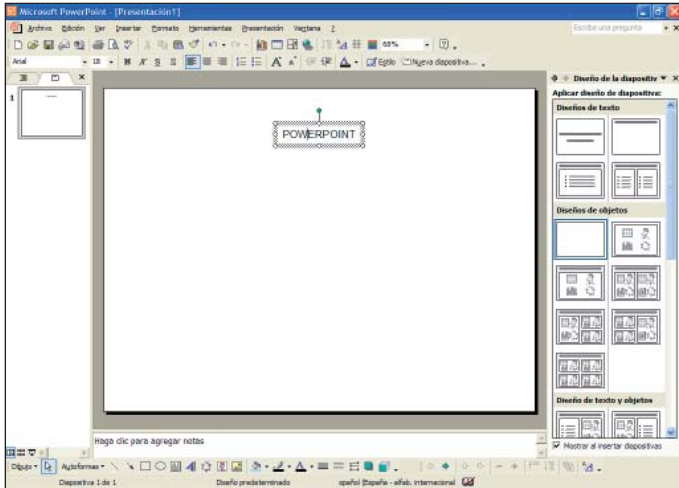 Microsoft PowerPoint - [Presentación1]
Archivo Edición Ver Insertar Formato Herramientas Presentación Ventana ?
Escriba una pregunta
68%
Arial 18 N K S S
Estilo Nueva diapositiva...
Diseño de la diapositiv
Aplicar diseño de diapositiva:
Diseños de texto
1
POWERPOINT
Diseños de objetos
Diseños de texto y objetos
Haga clic para agregar notas
Mostrar al insertar diapositivas
Dibujo Autoformas
Diapositiva 1 de 1 Diseño predeterminado español (España - alfab. internacional